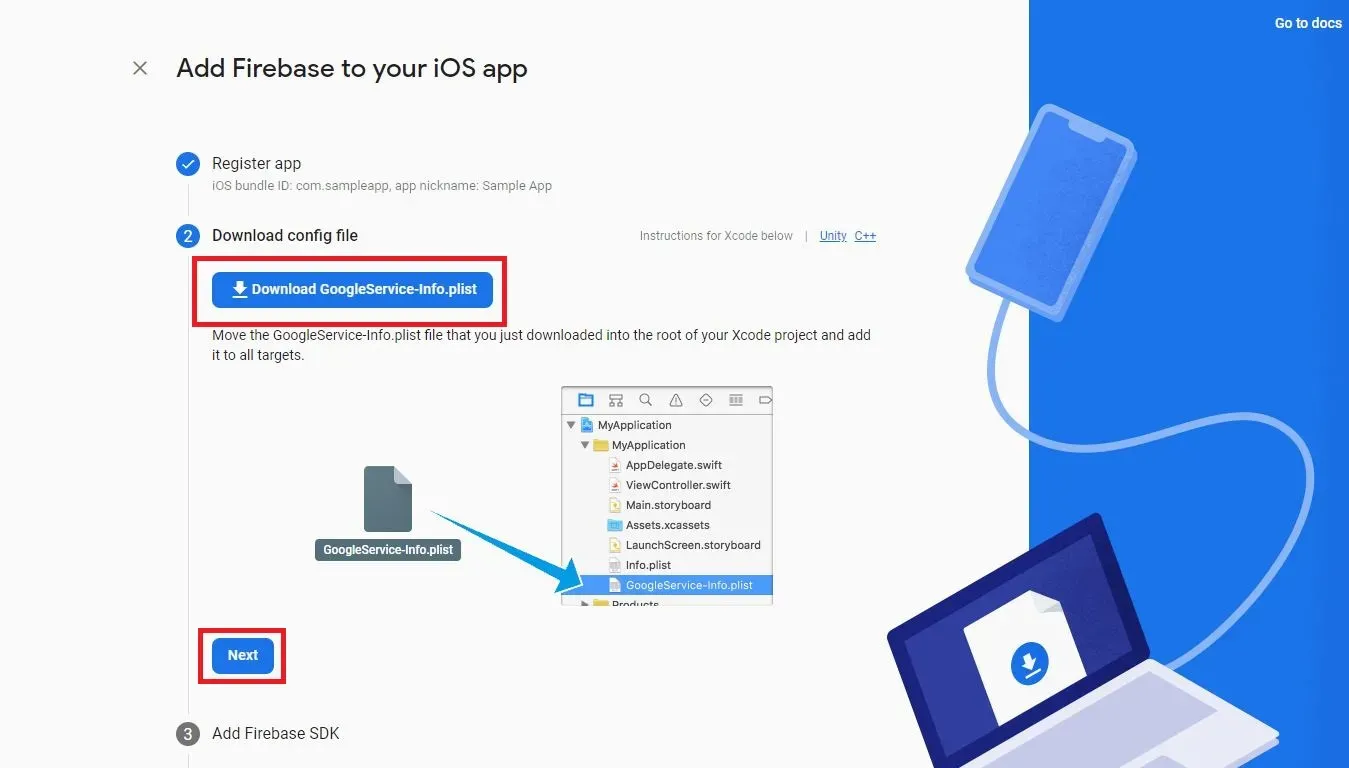 Go to docs
Add Firebase to your iOS app
Register app
iOS bundle ID: com.sampleapp, app nickname: Sample App
2 Download config file
Instructions for Xcode below | Unity C++
Download GoogleService-Info.plist
Move the GoogleService-Info.plist file that you just downloaded into the root of your Xcode project and add
it to all targets.
MyApplication
MyApplication
AppDelegate.swift
ViewController.swift
Main.storyboard
Assets.xcassets
LaunchScreen.storyboard
Info.plist
GoogleService-Info.plist
Products
GoogleService-Info.plist
Next
3 Add Firebase SDK